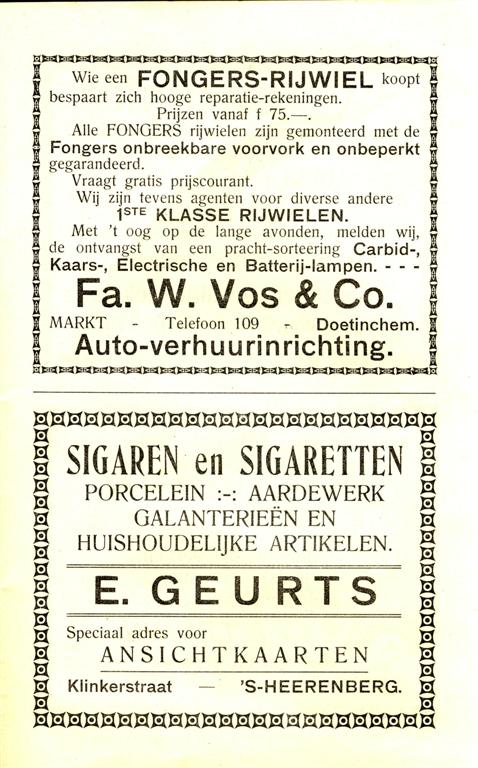 Wie een FONGERS-RIJWIEL koopt
bespaart zich hooge reparatie-rekeningen.
Prijzen vanaf f 75.—.
Alle FONGERS rijwielen zijn gemonteerd met de
Fongers onbreekbare voorvork en onbeperkt
gegarandeerd.
Vraagt gratis prijscourant.
Wij zijn tevens agenten voor diverse andere
1STE KLASSE RIJWIELEN.
Met 't oog op de lange avonden, melden wij,
de ontvangst van een pracht-sorteering Carbid-,
Kaars-, Electrische en Batterij-lampen. - - -
Fa. W. Vos & Co.
MARKT - Telefoon 109 - Doetinchem.
Auto-verhuurinrichting.
SIGAREN en SIGARETTEN
PORCELEIN :-: AARDEWERK
GALANTERIEËN EN
HUISHOUDELIJKE ARTIKELEN.
E. GEURTS
Speciaal adres voor
ANSICHTKAARTEN
Klinkerstraat — 'S-HEERENBERG.